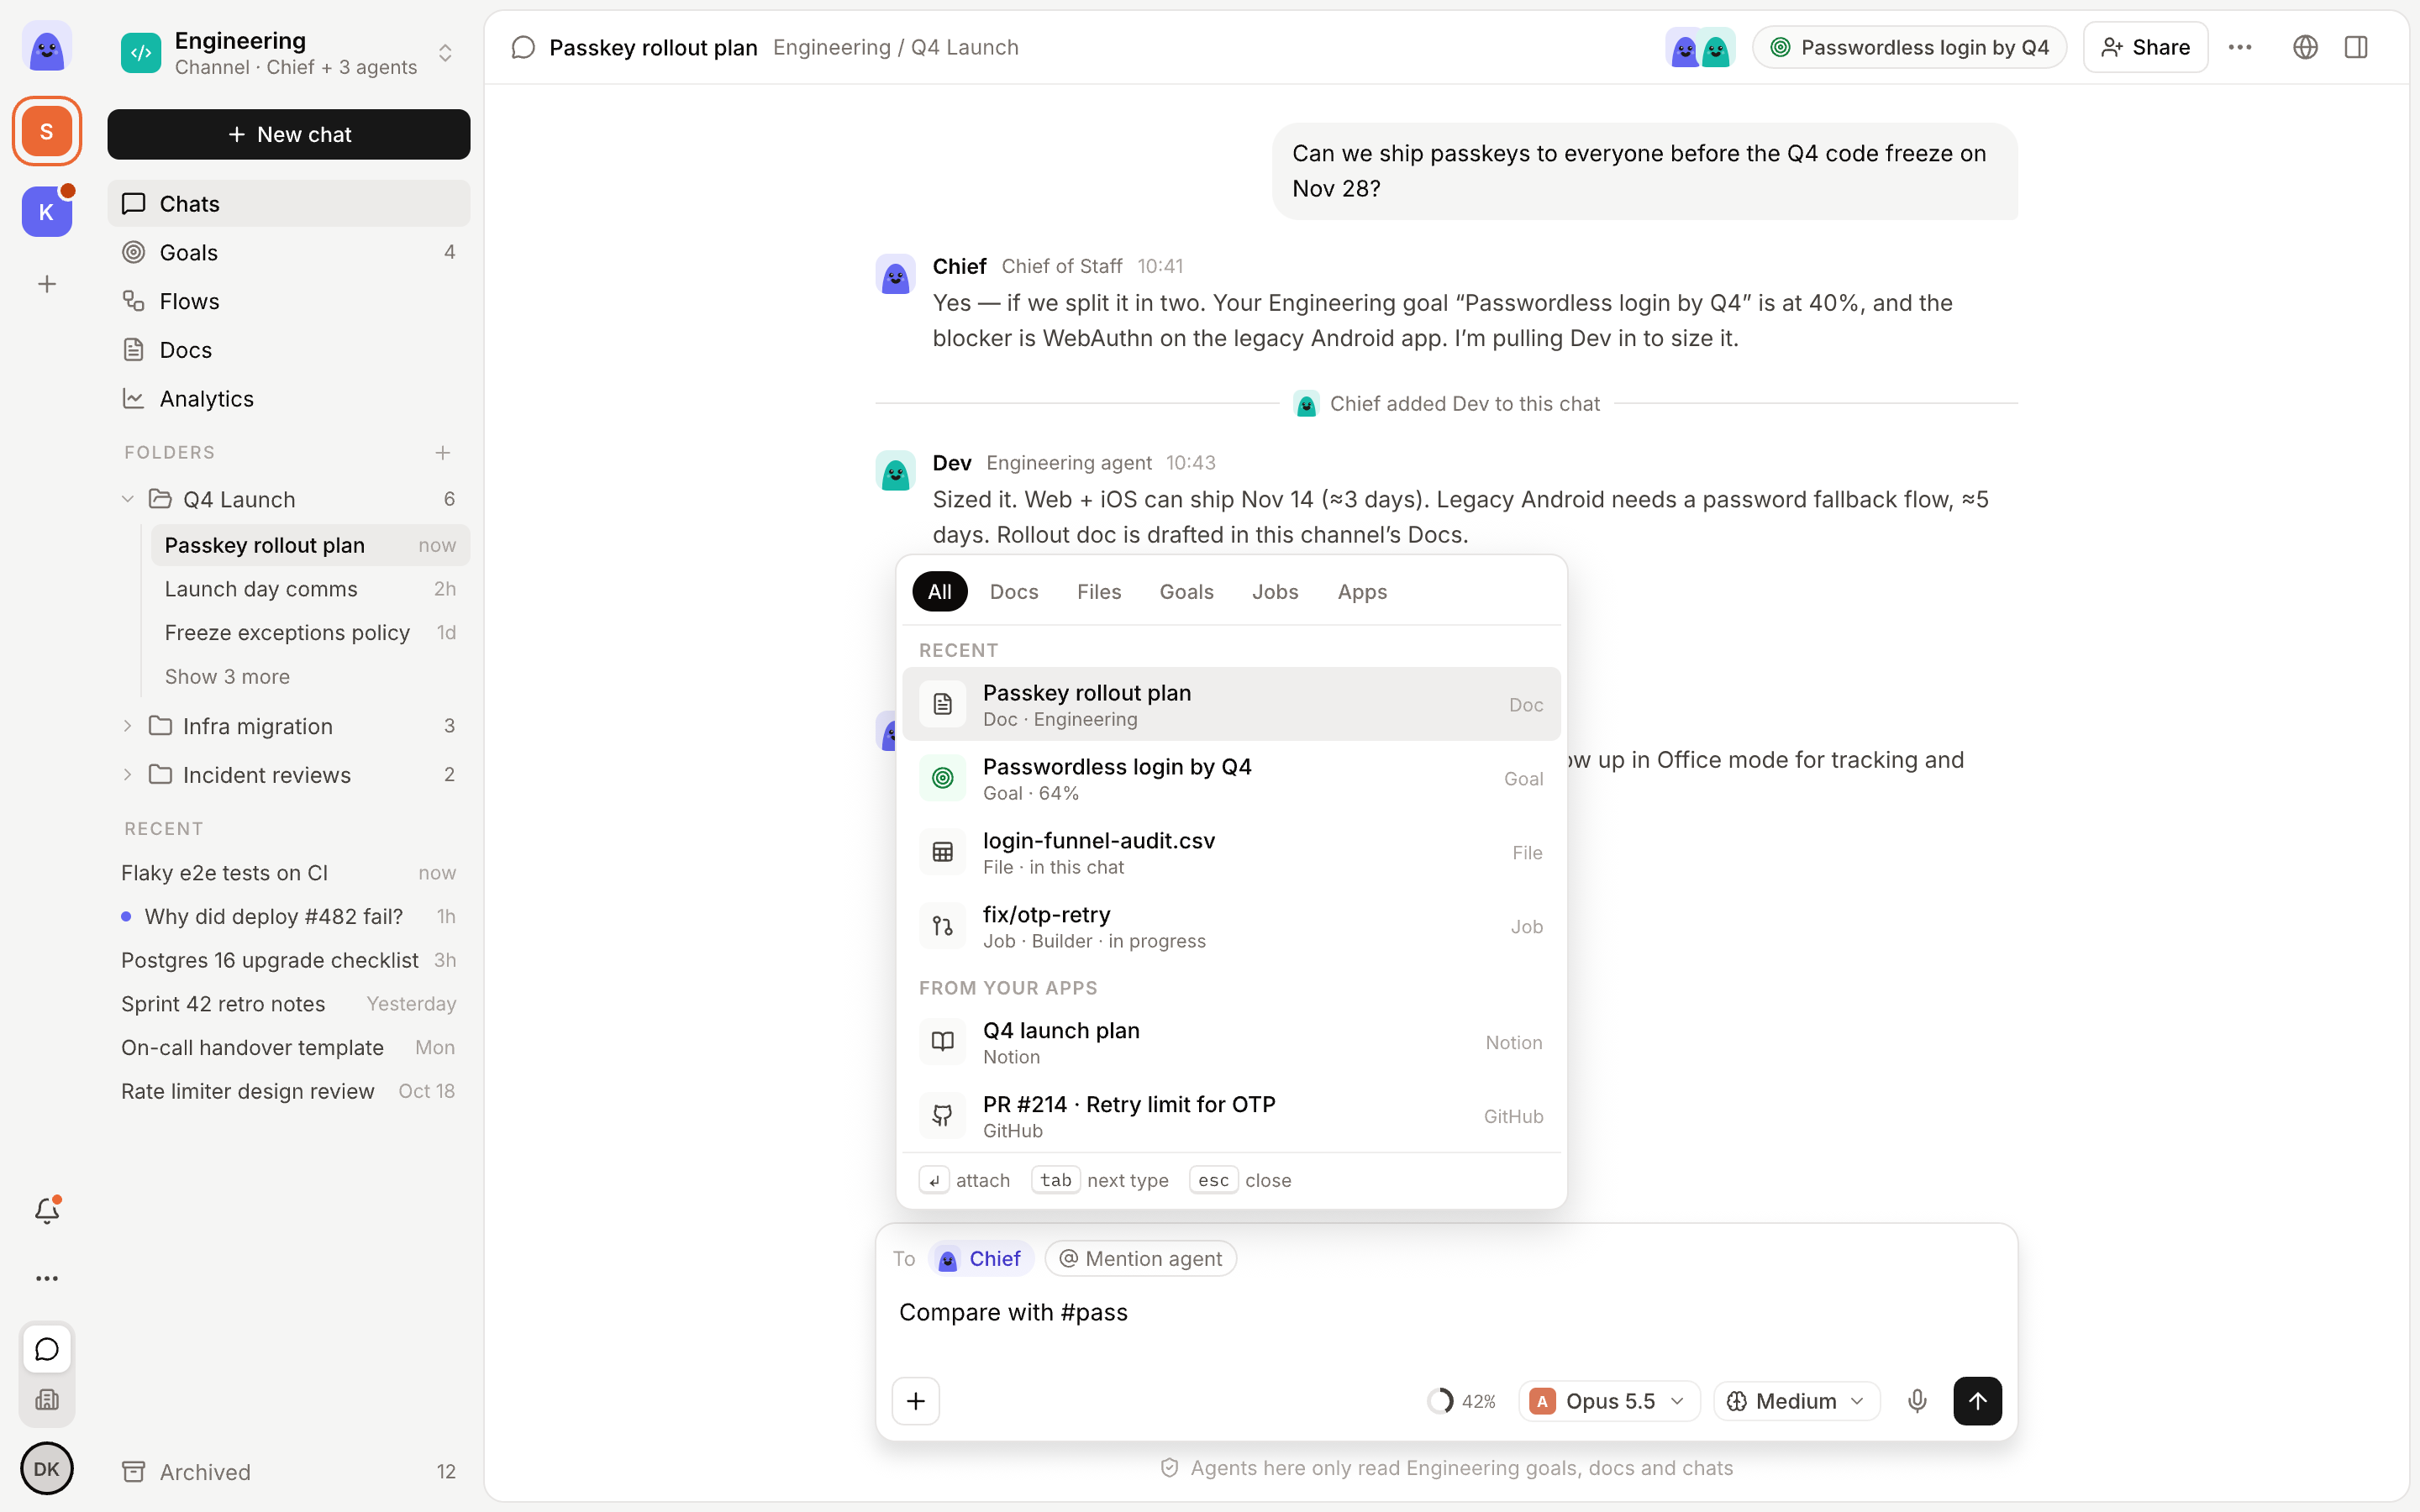 S
K
Engineering
Channel · Chief + 3 agents
New chat
Chats
Goals 4
Flows
Docs
Analytics
FOLDERS
Q4 Launch 6
Passkey rollout plan now
Launch day comms 2h
Freeze exceptions policy 1d
Show 3 more
Infra migration 3
Incident reviews 2
RECENT
Flaky e2e tests on CI now
Why did deploy #482 fail? 1h
Postgres 16 upgrade checklist 3h
Sprint 42 retro notes Yesterday
On-call handover template Mon
Rate limiter design review Oct 18
DK
Archived 12
Passkey rollout plan Engineering / Q4 Launch
Passwordless login by Q4
Share
Can we ship passkeys to everyone before the Q4 code freeze on
Nov 28?
Chief Chief of Staff 10:41
Yes — if we split it in two. Your Engineering goal “Passwordless login by Q4” is at 40%, and the
blocker is WebAuthn on the legacy Android app. I’m pulling Dev in to size it.
Chief added Dev to this chat
Dev Engineering agent 10:43
Sized it. Web + iOS can ship Nov 14 (≈3 days). Legacy Android needs a password fallback flow, ≈5
days. Rollout doc is drafted in this channel’s Docs.
up in Office mode for tracking and
All Docs Files Goals Jobs Apps
RECENT
Passkey rollout plan
Doc · Engineering
Doc
Passwordless login by Q4
Goal · 64%
Goal
login-funnel-audit.csv
File · in this chat
File
fix/otp-retry
Job · Builder · in progress
Job
FROM YOUR APPS
Q4 launch plan
Notion
Notion
PR #214 · Retry limit for OTP
GitHub
GitHub
attach tab next type esc close
To Chief @ Mention agent
Compare with #pass
42% A Opus 5.5 Medium
Agents here only read Engineering goals, docs and chats